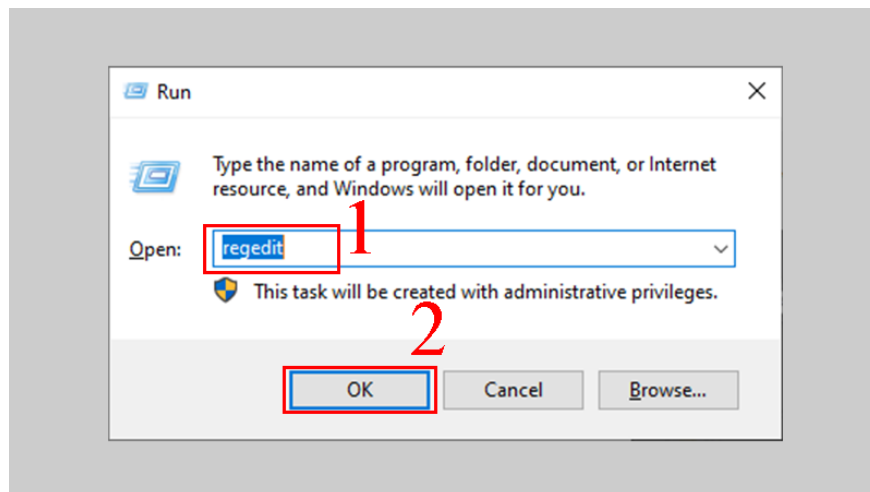 Run
Type the name of a program, folder, document, or Internet
resource, and Windows will open it for you.
1
Open: regedit
This task will be created with administrative privileges.
2
OK Cancel Browse...